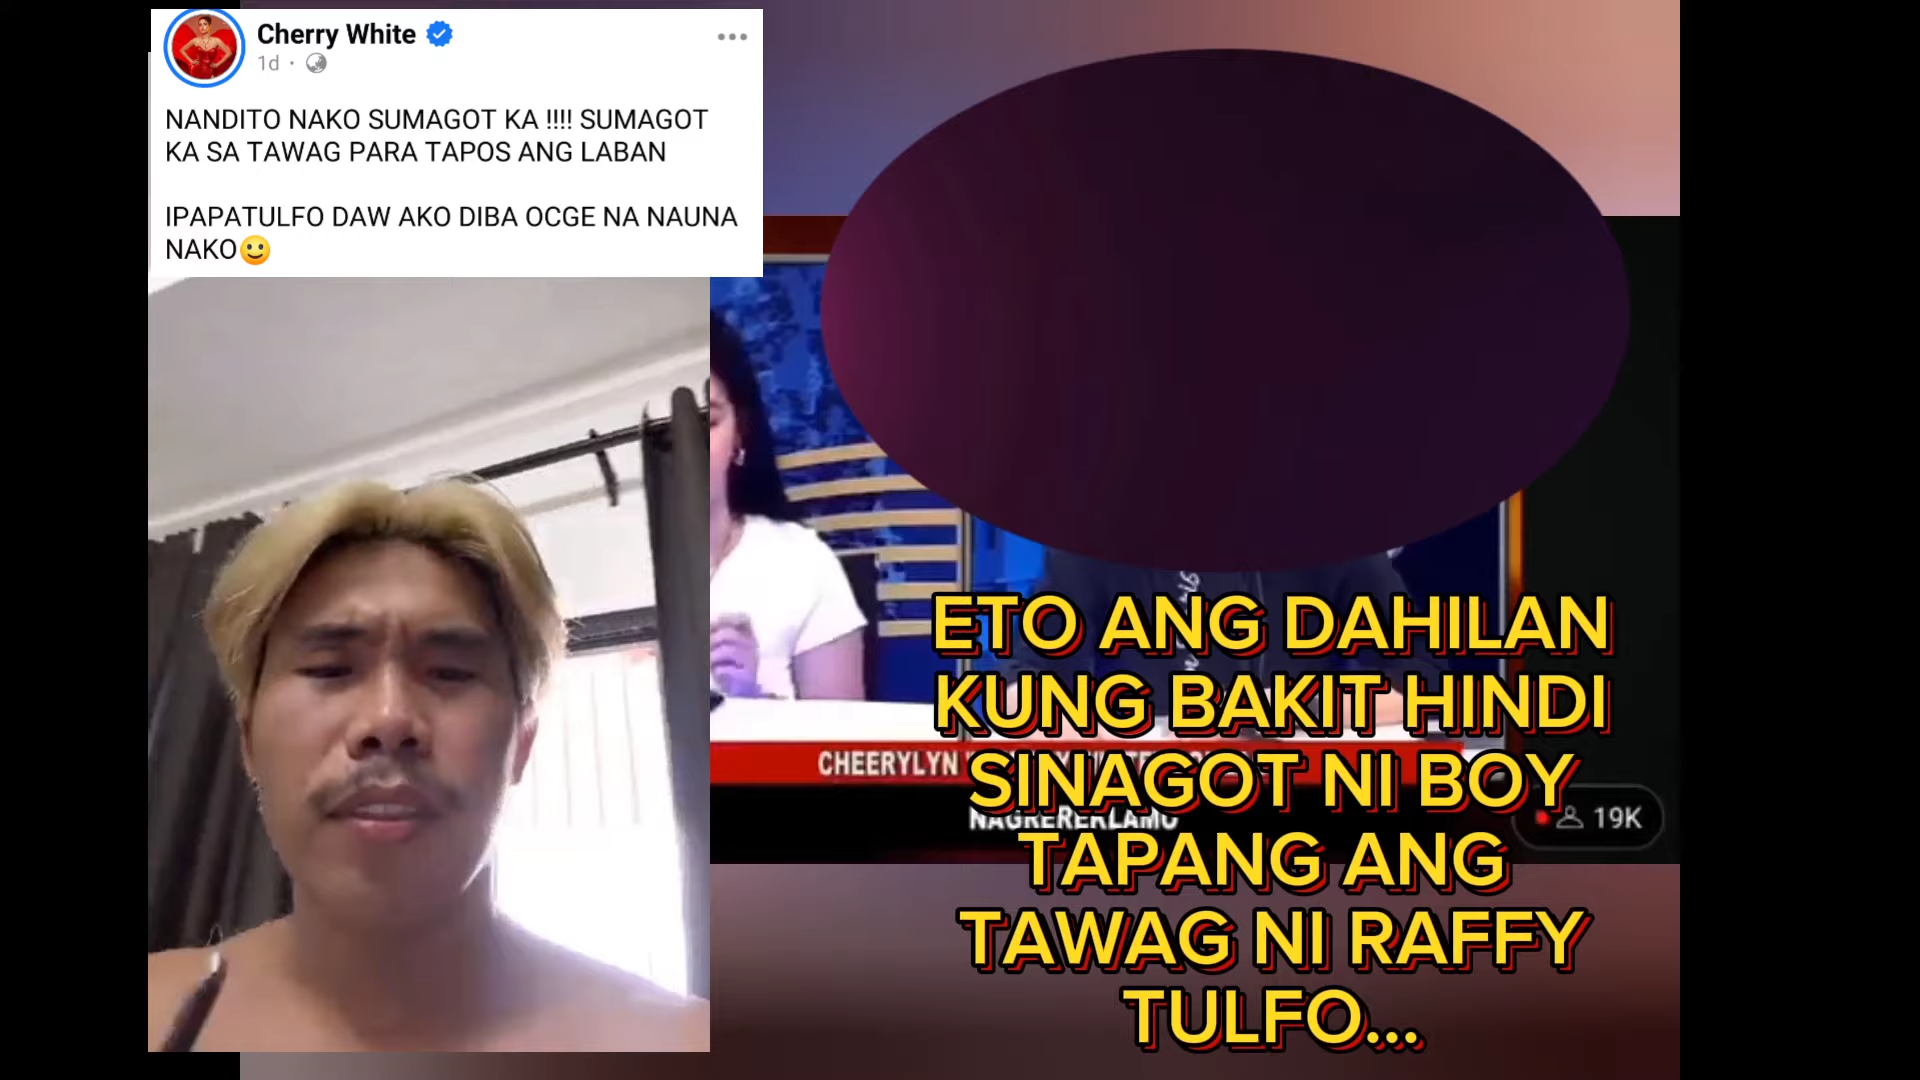 Cherry White
1d ·
NANDITO NAKO SUMAGOT KA !!!! SUMAGOT
KA SA TAWAG PARA TAPOS ANG LABAN
IPAPATULFO DAW AKO DIBA OCGE NA NAUNA
NAKO🙂
CHEERYLYN
NAGREREKLAMO
19K
ETO ANG DAHILAN
KUNG BAKIT HINDI
SINAGOT NI BOY
TAPANG ANG
TAWAG NI RAFFY
TULFO...